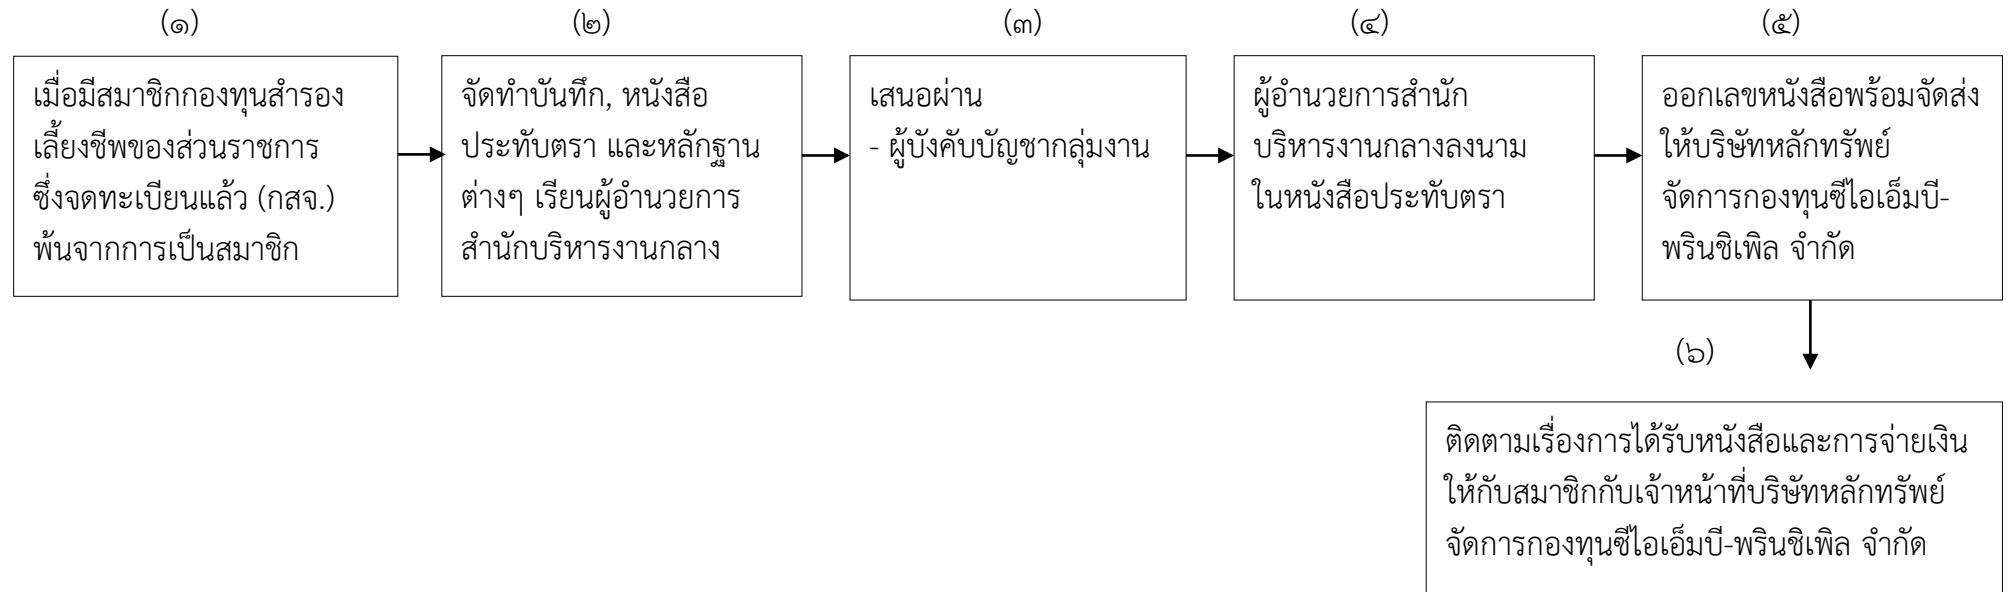 (๑)
เมื่อมีสมาชิกกองทุนสำรอง
เลี้ยงชีพของส่วนราชการ
ซึ่งจดทะเบียนแล้ว (กสจ.)
พ้นจากการเป็นสมาชิก
(๒)
จัดทำบันทึก, หนังสือ
ประทับตรา และหลักฐาน
ต่างๆ เรียนผู้อำนวยการ
สำนักบริหารงานกลาง
(๓)
เสนอผ่าน
- ผู้บังคับบัญชากลุ่มงาน
(๔)
ผู้อำนวยการสำนัก
บริหารงานกลางลงนาม
ในหนังสือประทับตรา
(๕)
ออกเลขหนังสือพร้อมจัดส่ง
ให้บริษัทหลักทรัพย์
จัดการกองทุนซีไอเอ็มบี-
พรินซิเพิล จำกัด
(๖)
ติดตามเรื่องการได้รับหนังสือและการจ่ายเงิน
ให้กับสมาชิกกับเจ้าหน้าที่บริษัทหลักทรัพย์
จัดการกองทุนซีไอเอ็มบี-พรินซิเพิล จำกัด